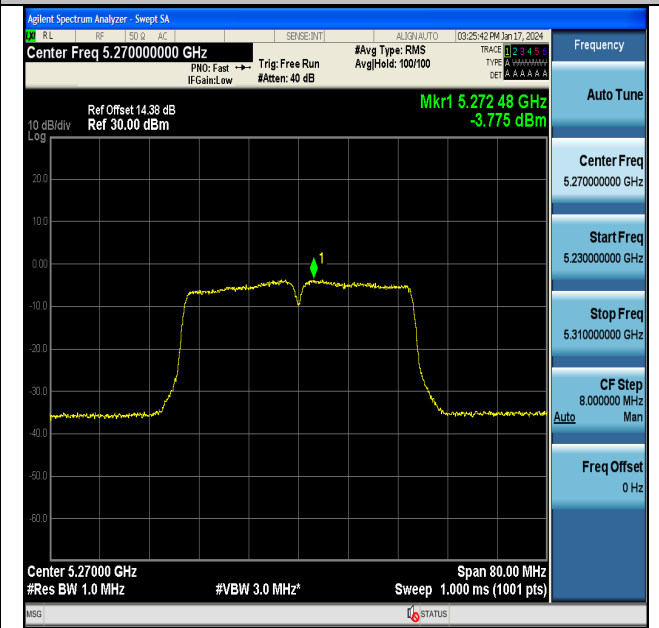 Agilent Spectrum Analyzer - Swept SA
LXI RL RF 50 Ω AC SENSE:INT ALIGN AUTO 03:25:42 PM Jan 17, 2024
Center Freq 5.270000000 GHz
PNO: Fast
IFGain:Low
Trig: Free Run
#Atten: 40 dB
#Avg Type: RMS
Avg|Hold: 100/100
TRACE 1 2 3 4 5 6
TYPE A WWWWW
DET A A A A A A
Mkr1 5.272 48 GHz
-3.775 dBm
Ref Offset 14.38 dB
10 dB/div Ref 30.00 dBm
Log
20.0
10.0
0.00
-10.0
-20.0
-30.0
-40.0
-50.0
-60.0
1
Center 5.27000 GHz Span 80.00 MHz
#Res BW 1.0 MHz #VBW 3.0 MHz* Sweep 1.000 ms (1001 pts)
MSG STATUS
Frequency
Auto Tune
Center Freq
5.270000000 GHz
Start Freq
5.230000000 GHz
Stop Freq
5.310000000 GHz
CF Step
8.000000 MHz
Auto Man
Freq Offset
0 Hz